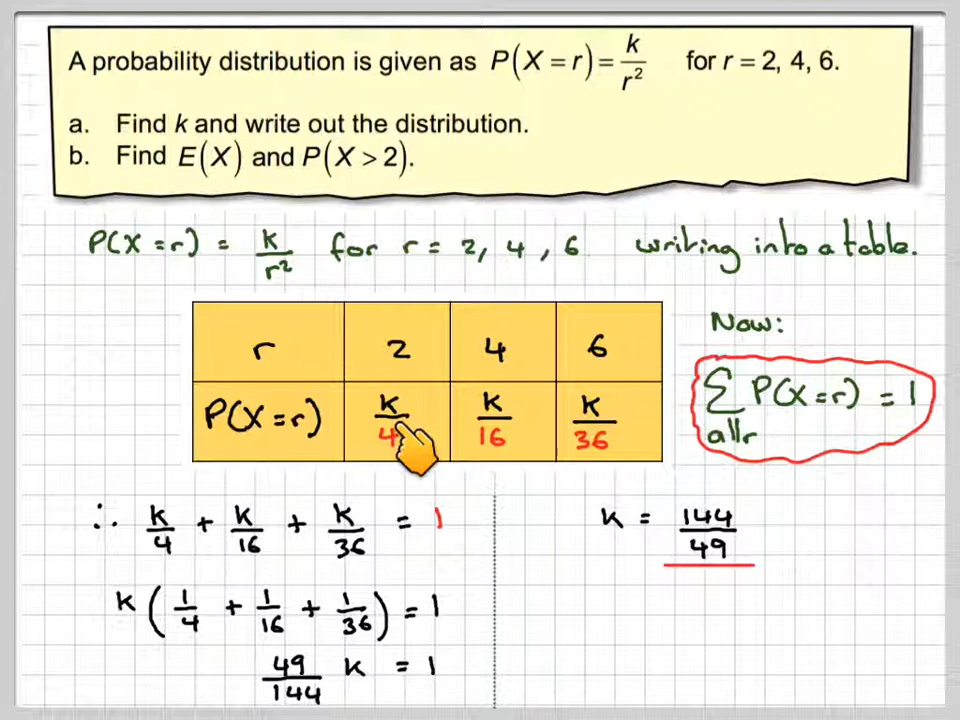 A probability distribution is given as P(X = r) = k/r² for r = 2, 4, 6.
a. Find k and write out the distribution.
b. Find E(X) and P(X > 2).
P(X = r) = k/r² for r = 2, 4, 6 writing into a table.
r 2 4 6
P(X = r) k/4 k/16 k/36
Now:
∑ P(X = r) = 1
all r
∴ k/4 + k/16 + k/36 = 1
k (1/4 + 1/16 + 1/36) = 1
49/144 k = 1
k = 144/49